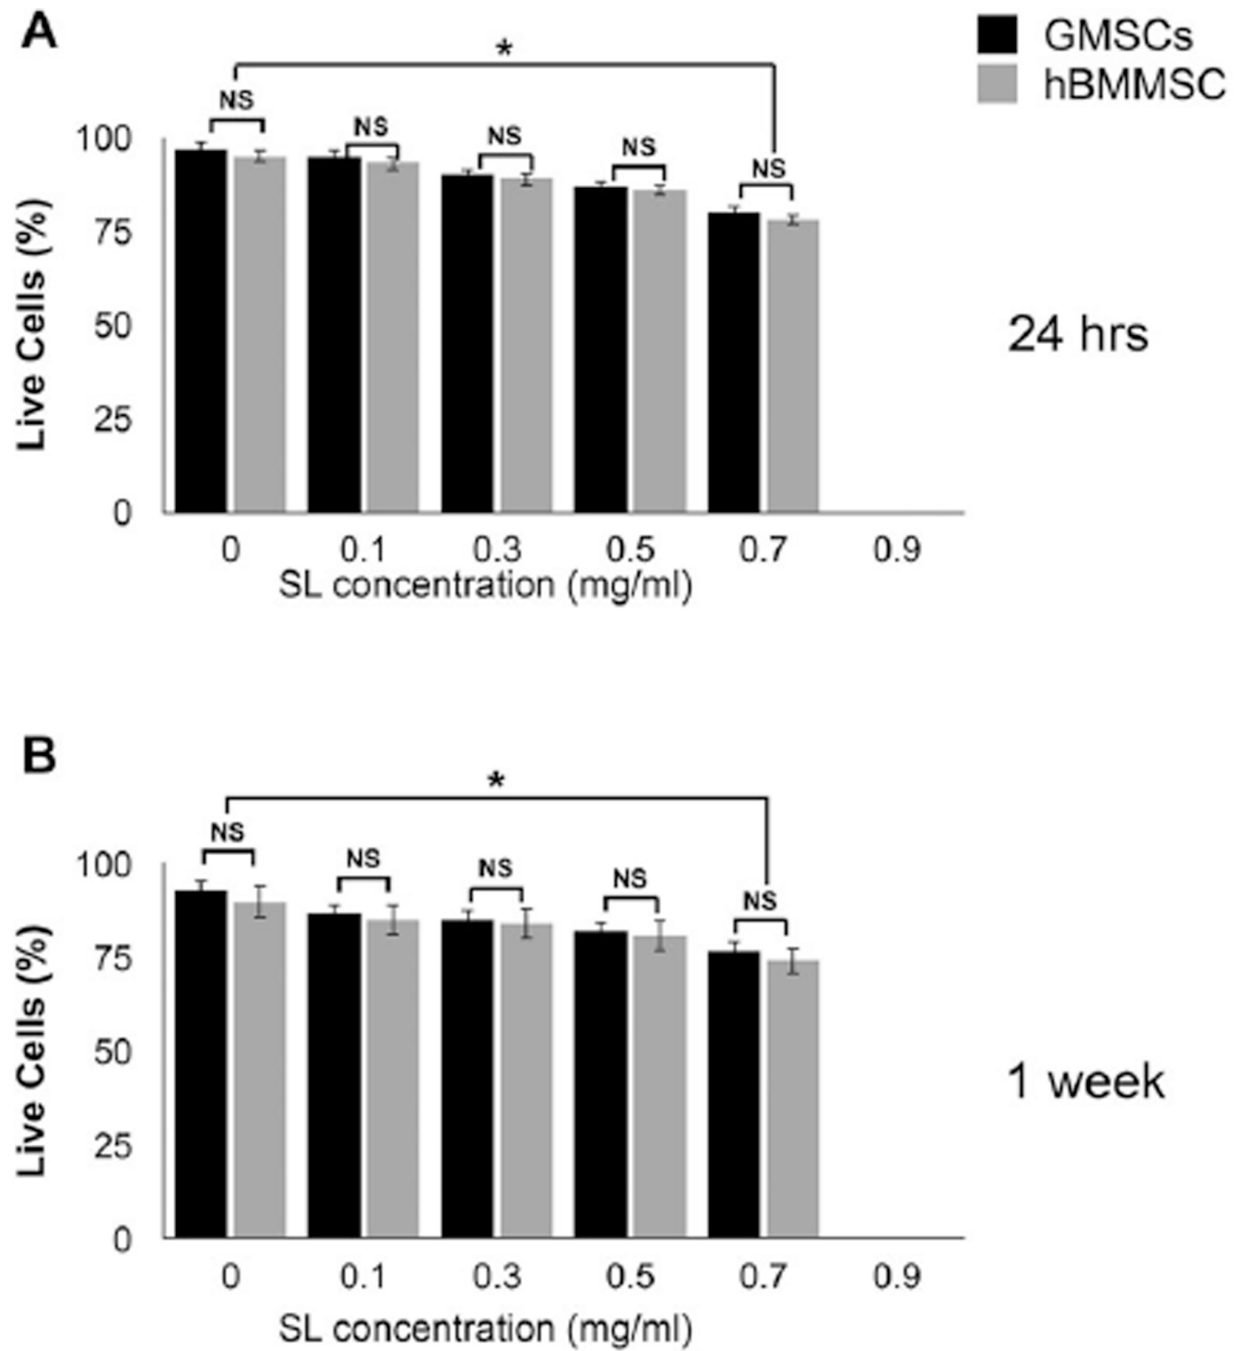 A
GMSCs
hBMMSC
*
NS
NS
NS
NS
NS
100
75
50
25
0
Live Cells (%)
24 hrs
0 0.1 0.3 0.5 0.7 0.9
SL concentration (mg/ml)
B
*
NS
NS
NS
NS
NS
100
75
50
25
0
Live Cells (%)
1 week
0 0.1 0.3 0.5 0.7 0.9
SL concentration (mg/ml)